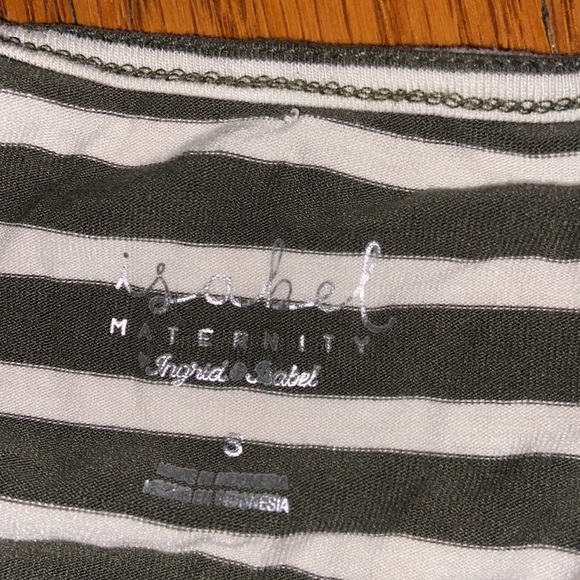 isabel
MATERNITY
Ingrid & Isabel
S
MADE IN INDONESIA
HECHO EN INDONESIA